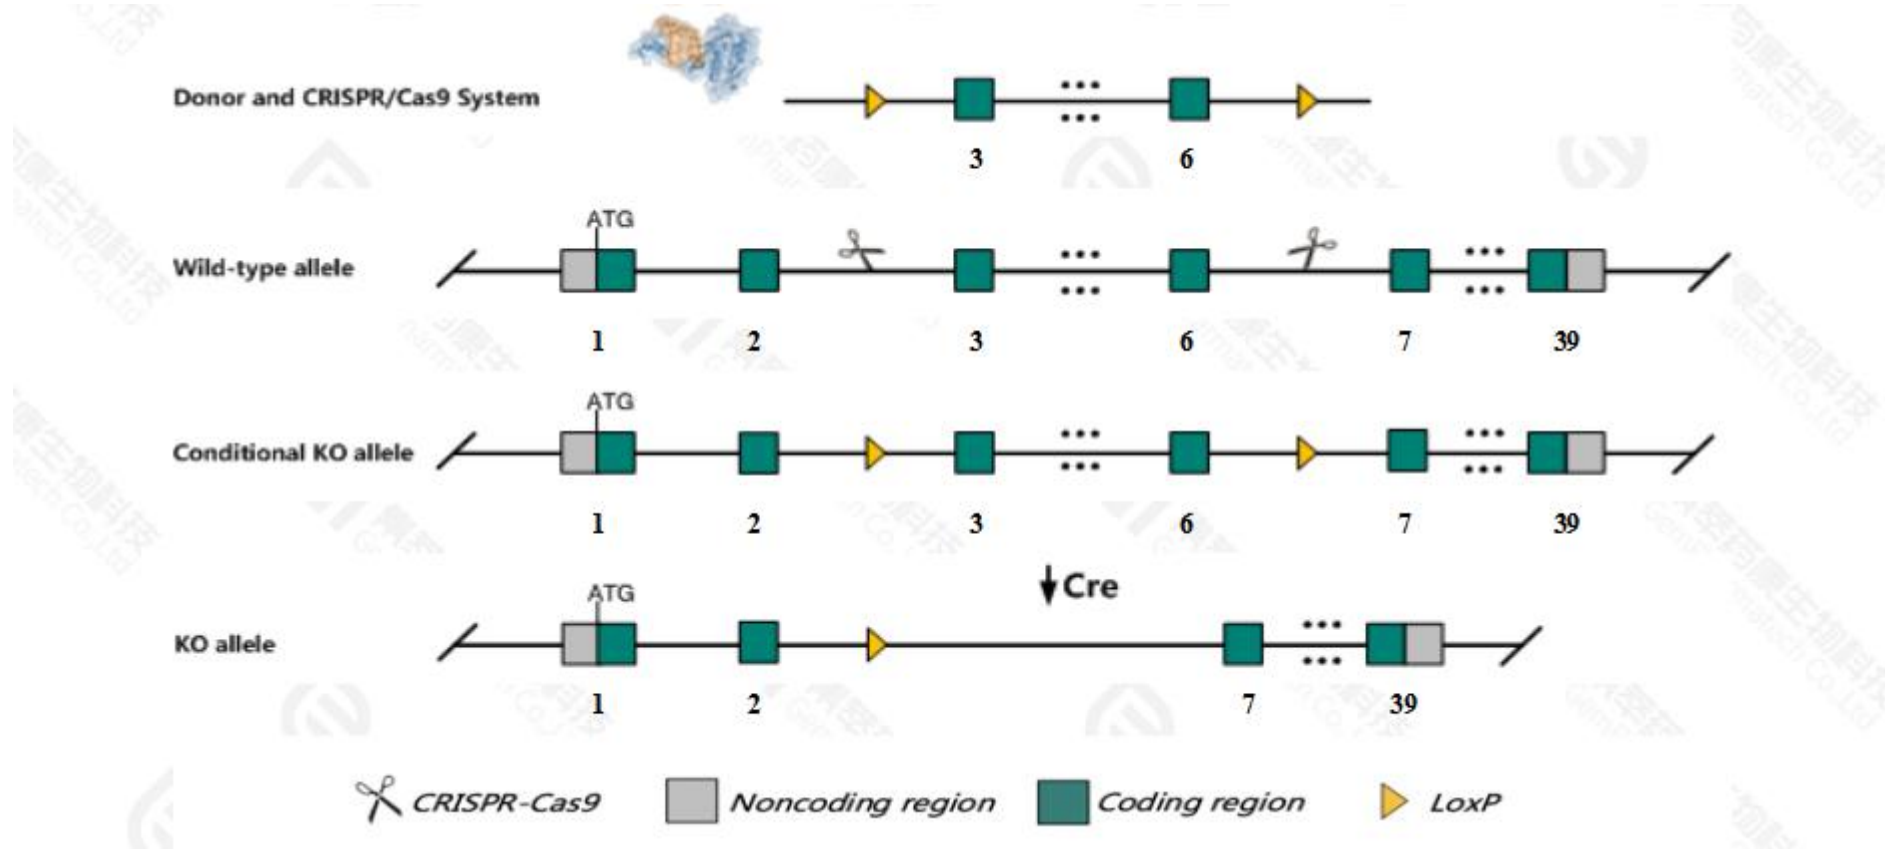 Donor and CRISPR/Cas9 System
3 6
ATG
Wild-type allele
1 2 3 6 7 39
ATG
Conditional KO allele
1 2 3 6 7 39
Cre
ATG
KO allele
1 2 7 39
CRISPR-Cas9 Noncoding region Coding region LoxP